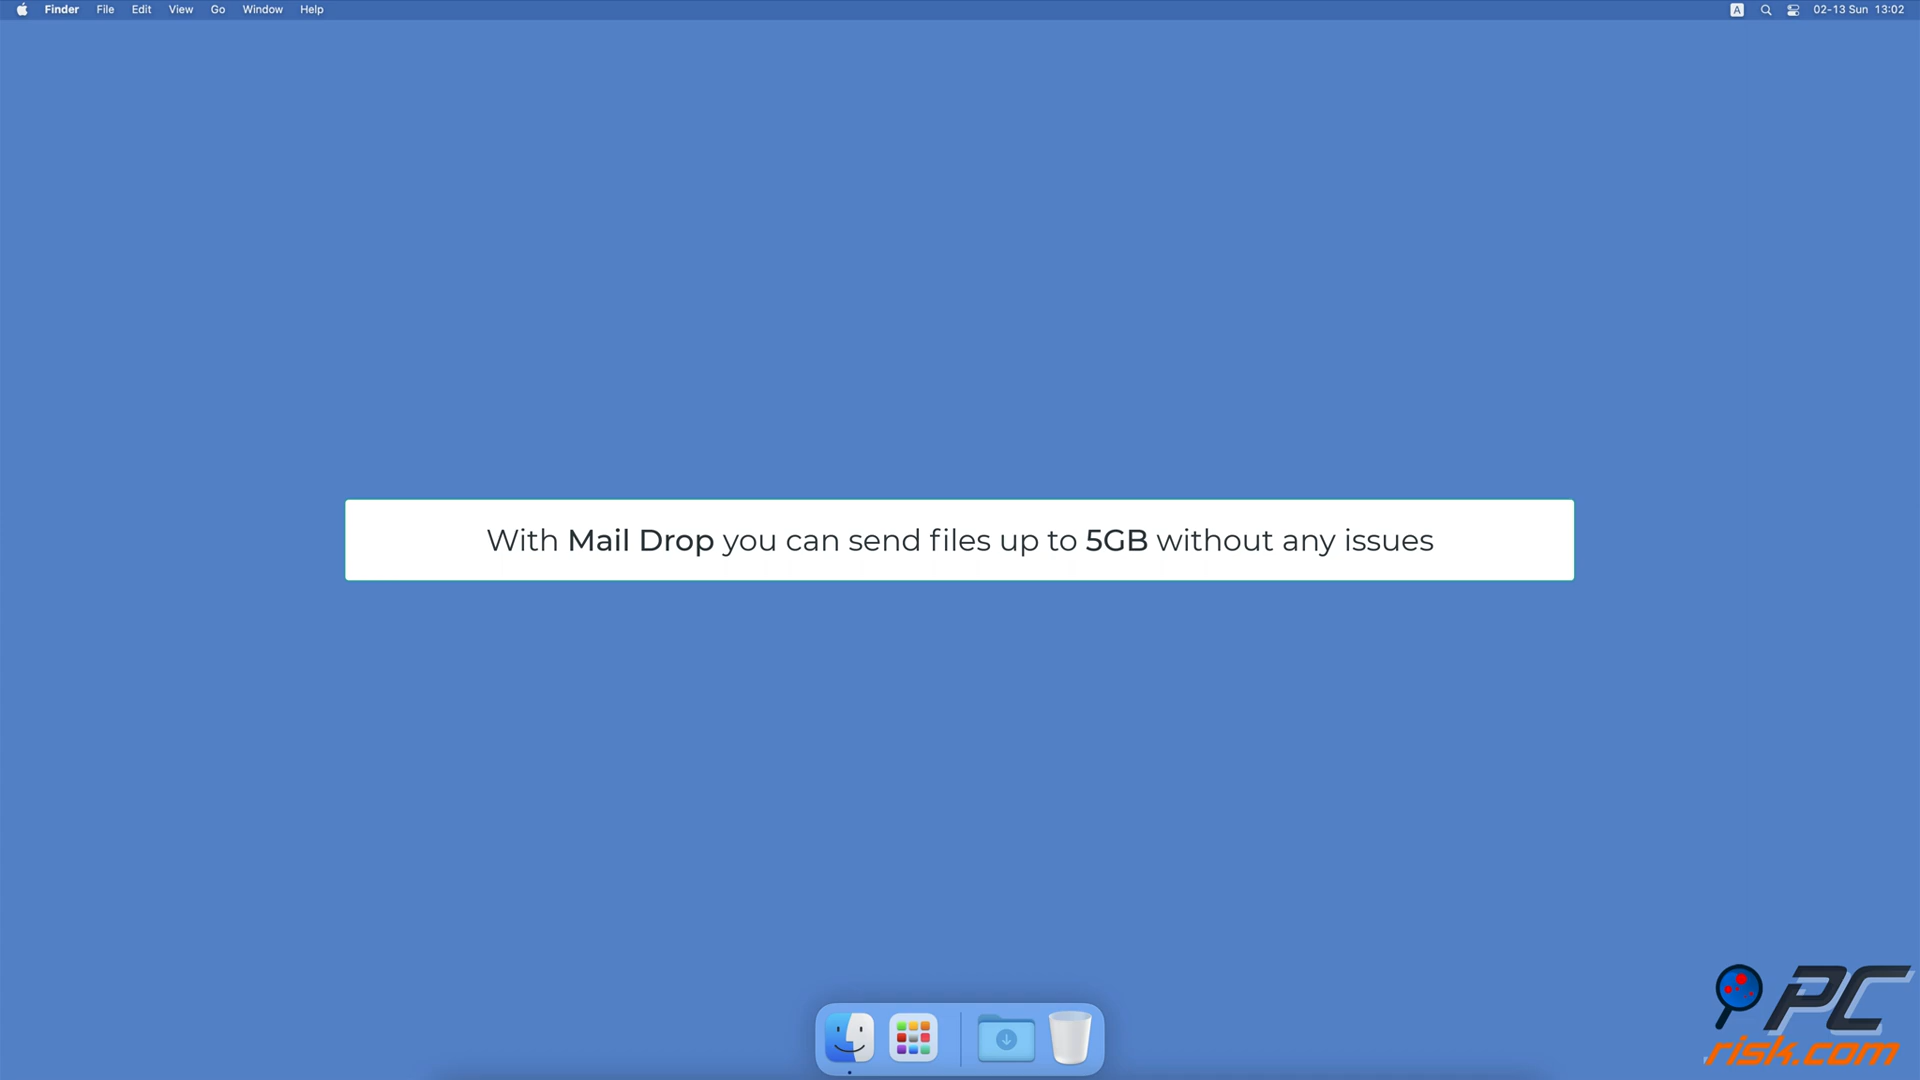 Finder File Edit View Go Window Help A 02-13 Sun 13:02
With Mail Drop you can send files up to 5GB without any issues
PC
risk.com